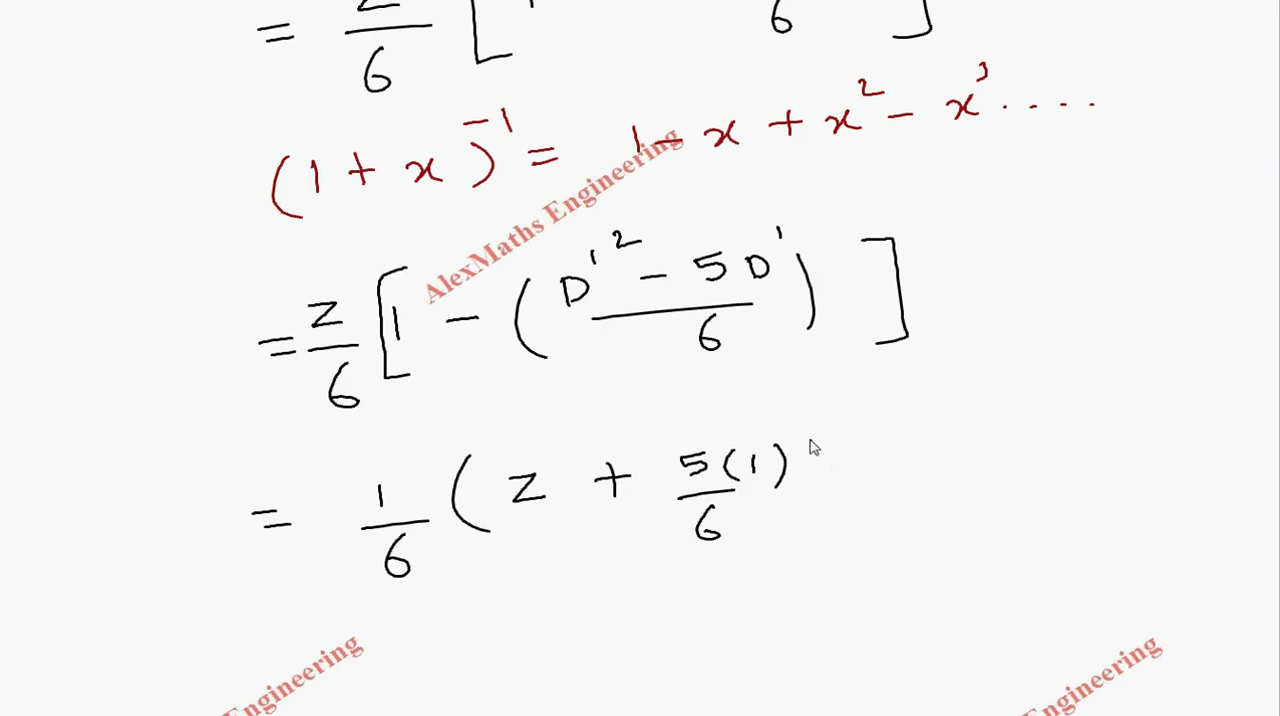 = z/6 [ 1 6 ]
(1 + x)^-1 = 1 - x + x^2 - x^3 ....
= z/6 [ 1 - ( D'^2 - 5D' / 6 ) ]
= 1/6 ( z + 5(1)/6
AlexMaths Engineering
Engineering
Engineering